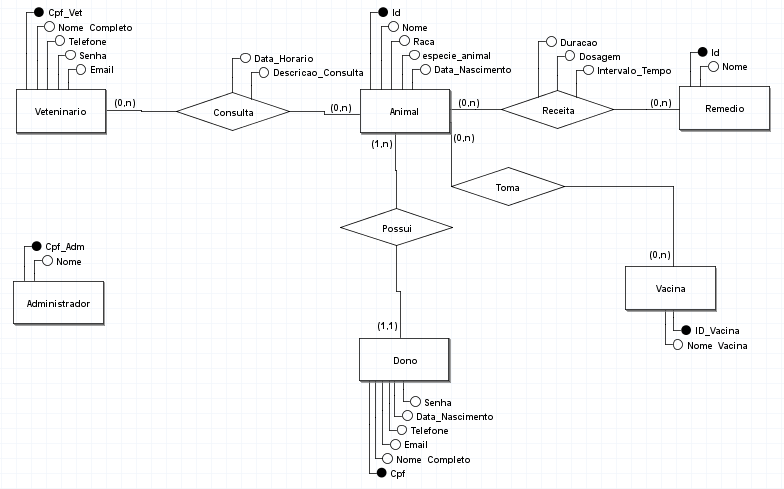 Cpf_Vet
Nome Completo
Telefone
Senha
Email
Veteninario
(0,n)
Data_Horario
Descricao_Consulta
Consulta
(0,n)
Id
Nome
Raca
especie_animal
Data_Nascimento
Animal
(0,n)
Duracao
Dosagem
Intervalo_Tempo
Receita
(0,n)
Id
Nome
Remedio
(1,n)
(0,n)
Toma
Possui
(0,n)
Cpf_Adm
Nome
Administrador
Vacina
ID_Vacina
Nome Vacina
(1,1)
Dono
Senha
Data_Nascimento
Telefone
Email
Nome Completo
Cpf